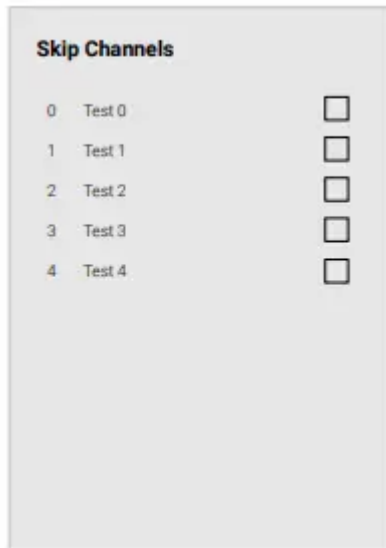 Skip Channels
0 Test 0
1 Test 1
2 Test 2
3 Test 3
4 Test 4